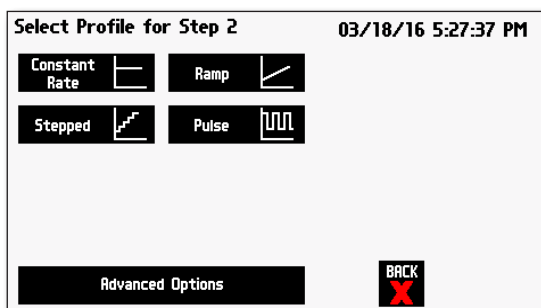 Select Profile for Step 2
03/18/16 5:27:37 PM
Constant
Rate
Ramp
Stepped
Pulse
Advanced Options
BACK
X